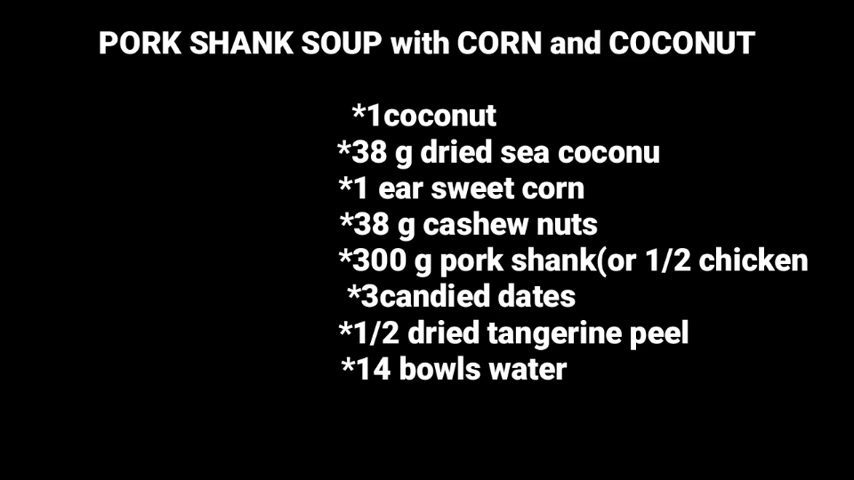 PORK SHANK SOUP with CORN and COCONUT
*1coconut
*38 g dried sea coconu
*1 ear sweet corn
*38 g cashew nuts
*300 g pork shank(or 1/2 chicken
*3candied dates
*1/2 dried tangerine peel
*14 bowls water